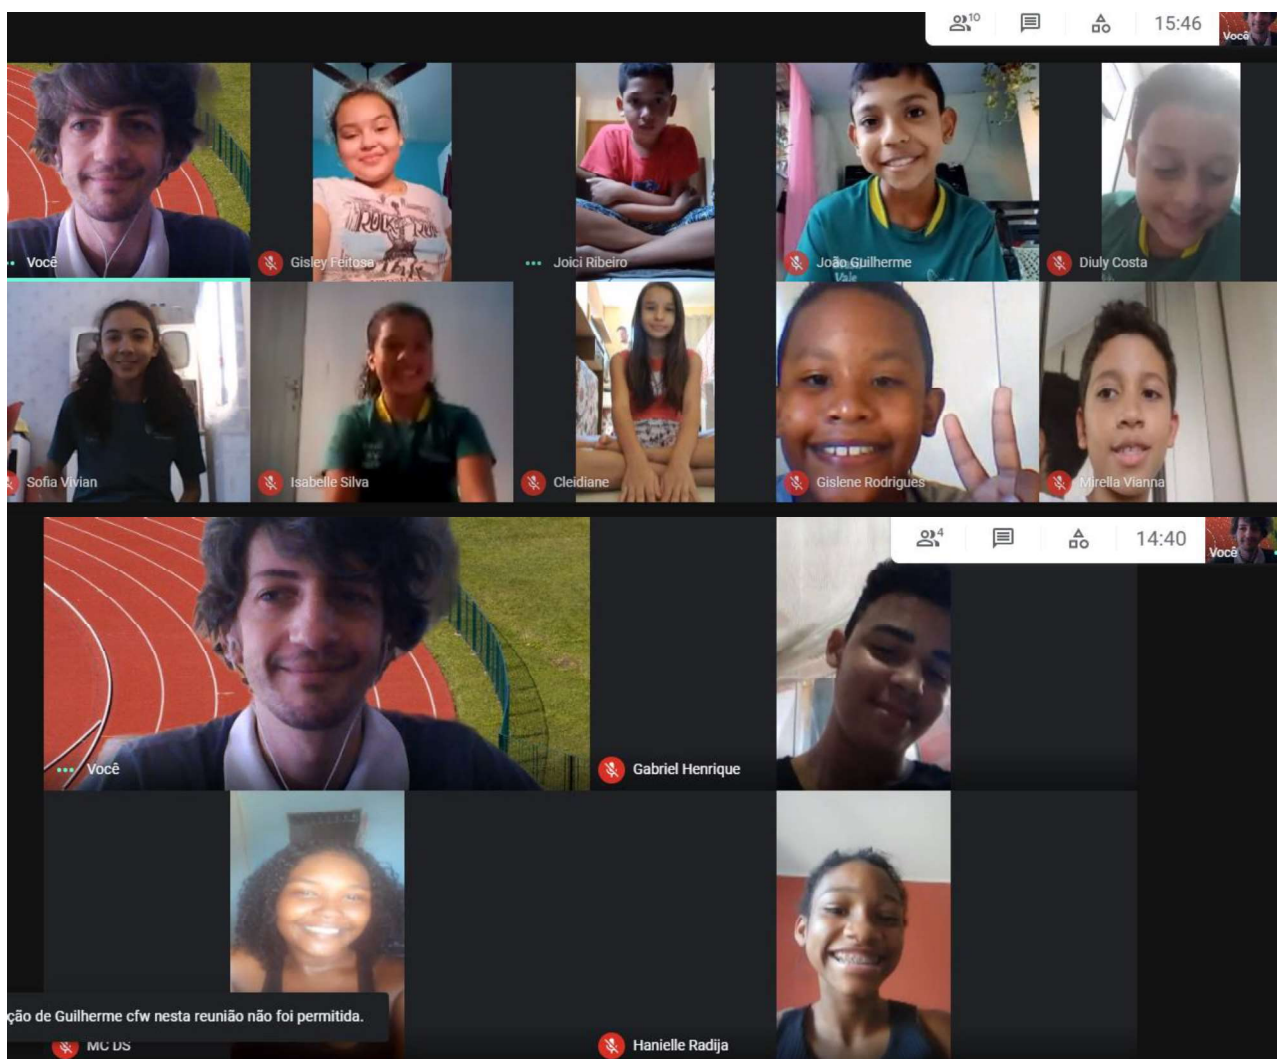 10
15:46
Você
Você
Gisley Feitosa
Joici Ribeiro
João Guilherme
Vale
Diuly Costa
Sofia Vivian
Isabelle Silva
Cleidiane
Gislene Rodrigues
Mirella Vianna
4
14:40
Você
Você
Gabriel Henrique
ção de Guilherme cfw nesta reunião não foi permitida.
MC DS
Hanielle Radija